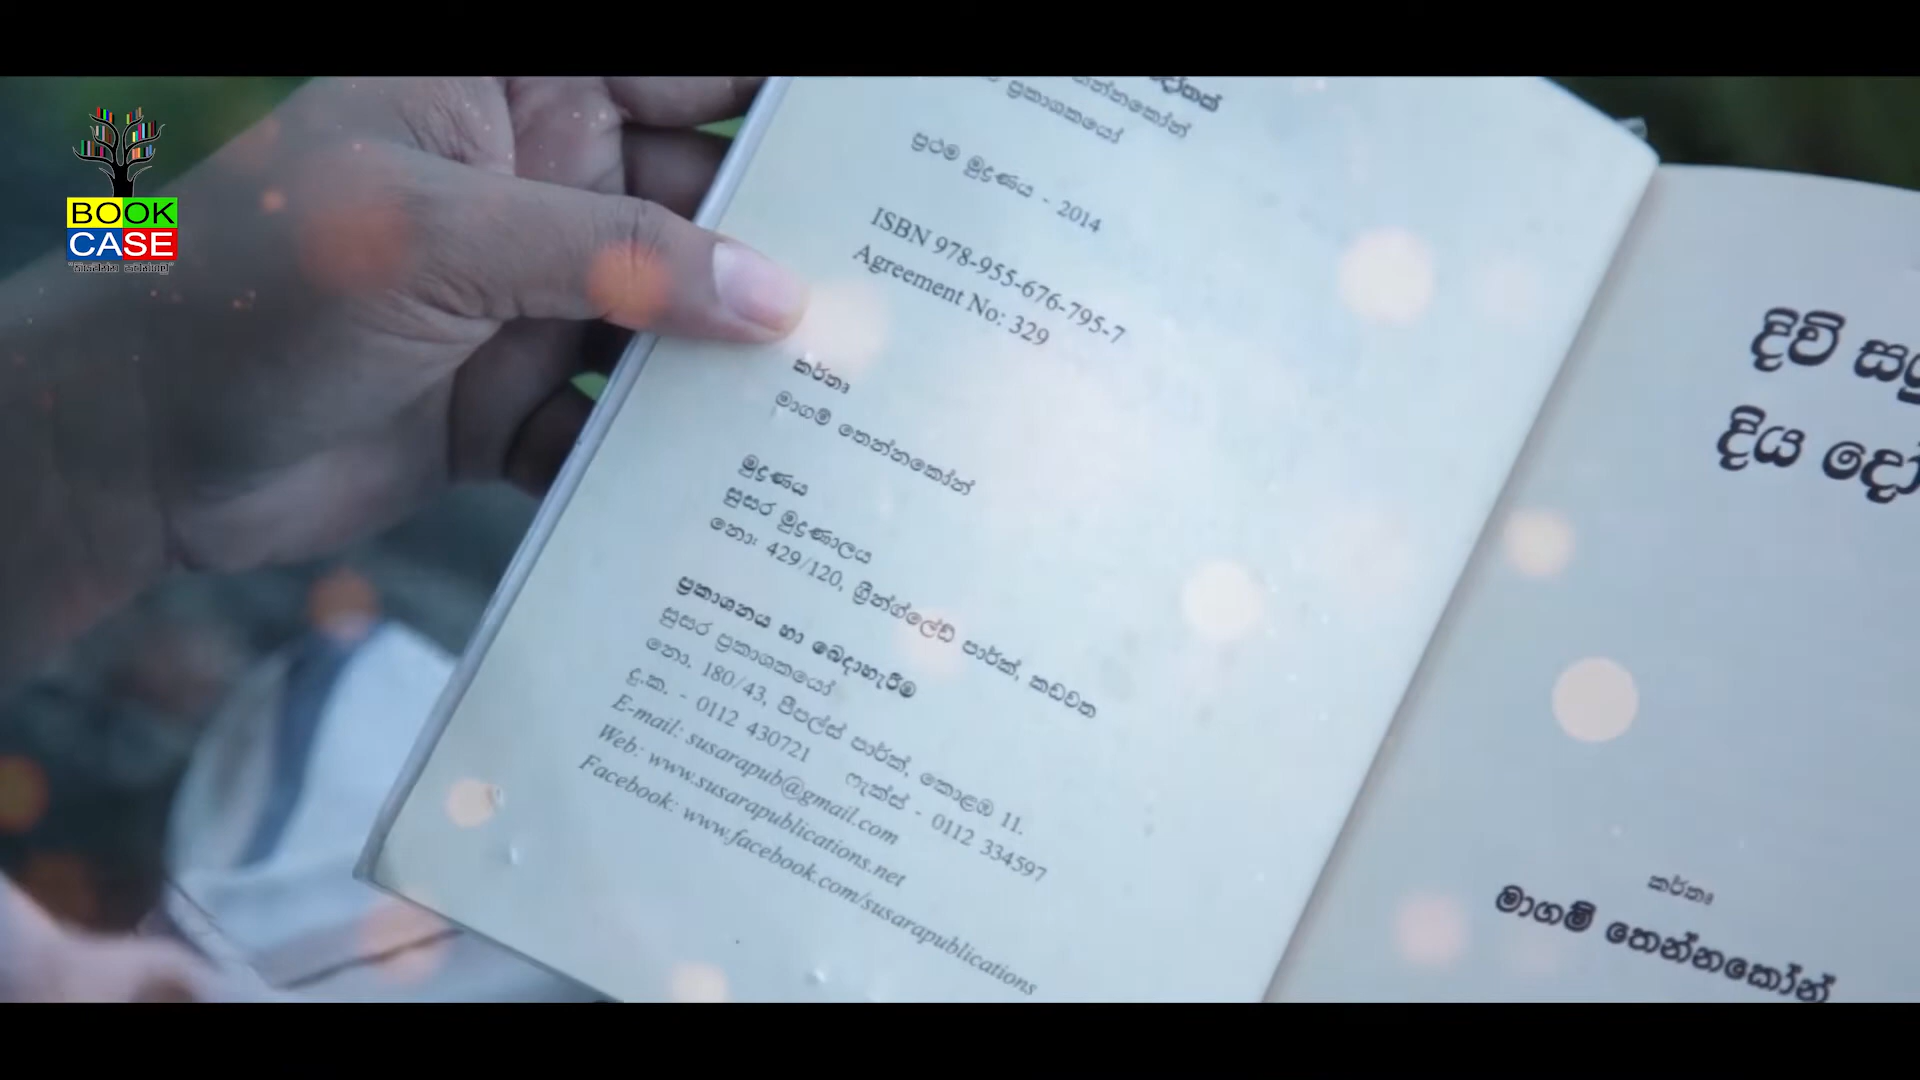 BOOK
CASE
දෝතක්
ප්‍රකාශකයෝ
ප්‍රථම මුද්‍රණය - 2014
ISBN 978-955-676-795-7
Agreement No: 329
කර්තෘ
මාගම් තෙන්නකෝන්
මුද්‍රණය
සුසර මුද්‍රණාලය
නො: 429/120, ග්‍රීන්ග්ලේඩ් පාර්ක්, කඩවත
ප්‍රකාශනය හා බෙදාහැරීම
සුසර ප්‍රකාශකයෝ
නො. 180/43, පීපල්ස් පාර්ක්, කොළඹ 11.
දු.ක. - 0112 430721 ෆැක්ස් - 0112 334597
E-mail: susarapub@gmail.com
Web: www.susarapublications.net
Facebook: www.facebook.com/susarapublications
දිවි
දිය
කර්තෘ
මාගම් තෙන්නකෝන්